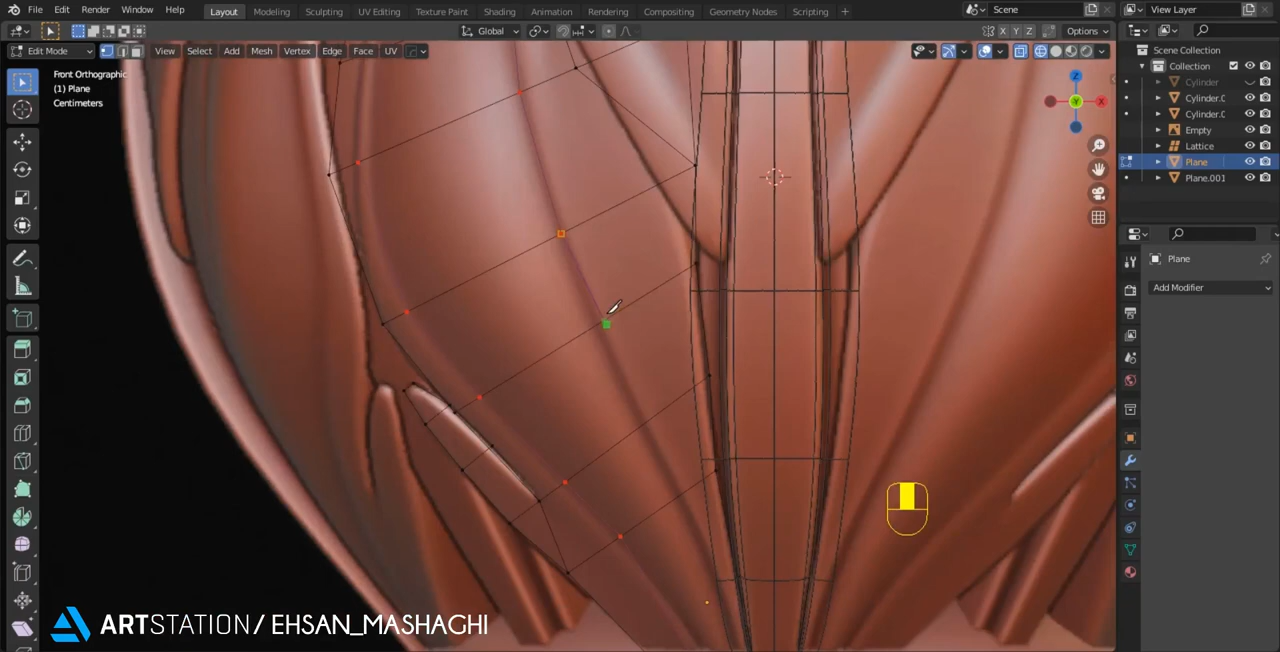 File Edit Render Window Help Layout Modeling Sculpting UV Editing Texture Paint Shading Animation Rendering Compositing Geometry Nodes Scripting + Scene View Layer
Global Options
Edit Mode View Select Add Mesh Vertex Edge Face UV
X Y Z
Front Orthographic
(1) Plane
Centimeters
Z
Y X
Scene Collection
Collection
Cylinder
Cylinder.0
Cylinder.0
Empty
Lattice
Plane
Plane.001
Plane
Add Modifier
ARTSTATION / EHSAN_MASHAGHI